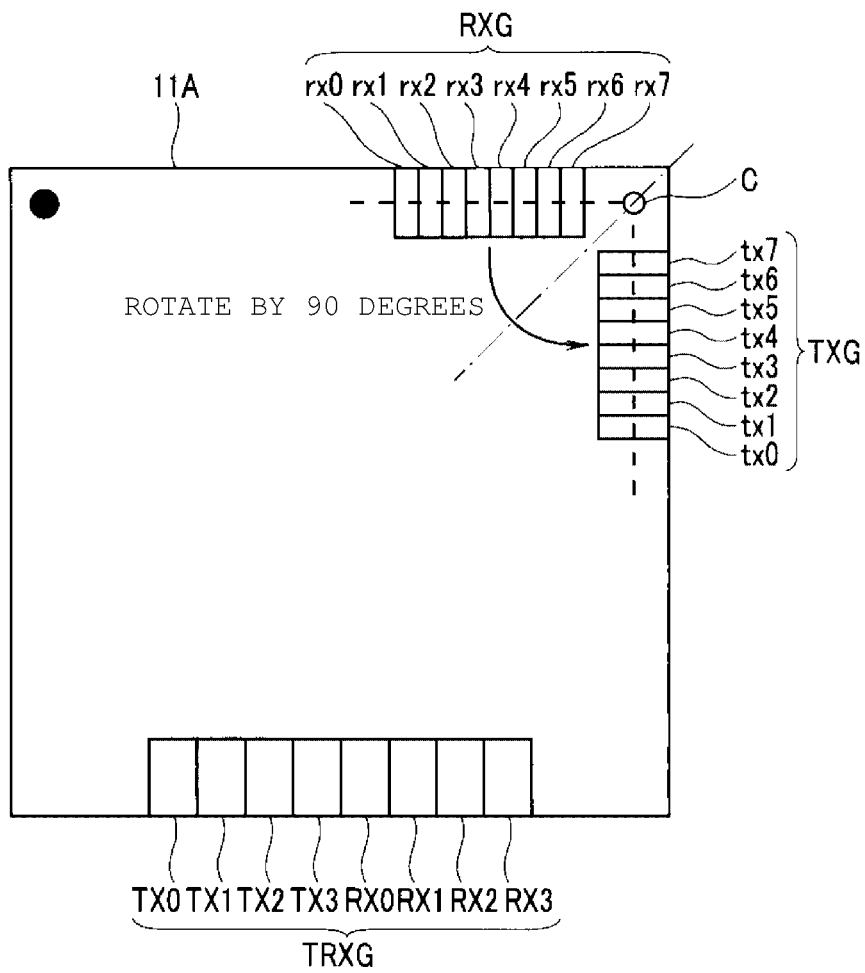 RXG
11A rx0 rx1 rx2 rx3 rx4 rx5 rx6 rx7
C
tx7
tx6
ROTATE BY 90 DEGREES
tx5
tx4
TXG
tx3
tx2
tx1
tx0
TX0 TX1 TX2 TX3 RX0 RX1 RX2 RX3
TRXG